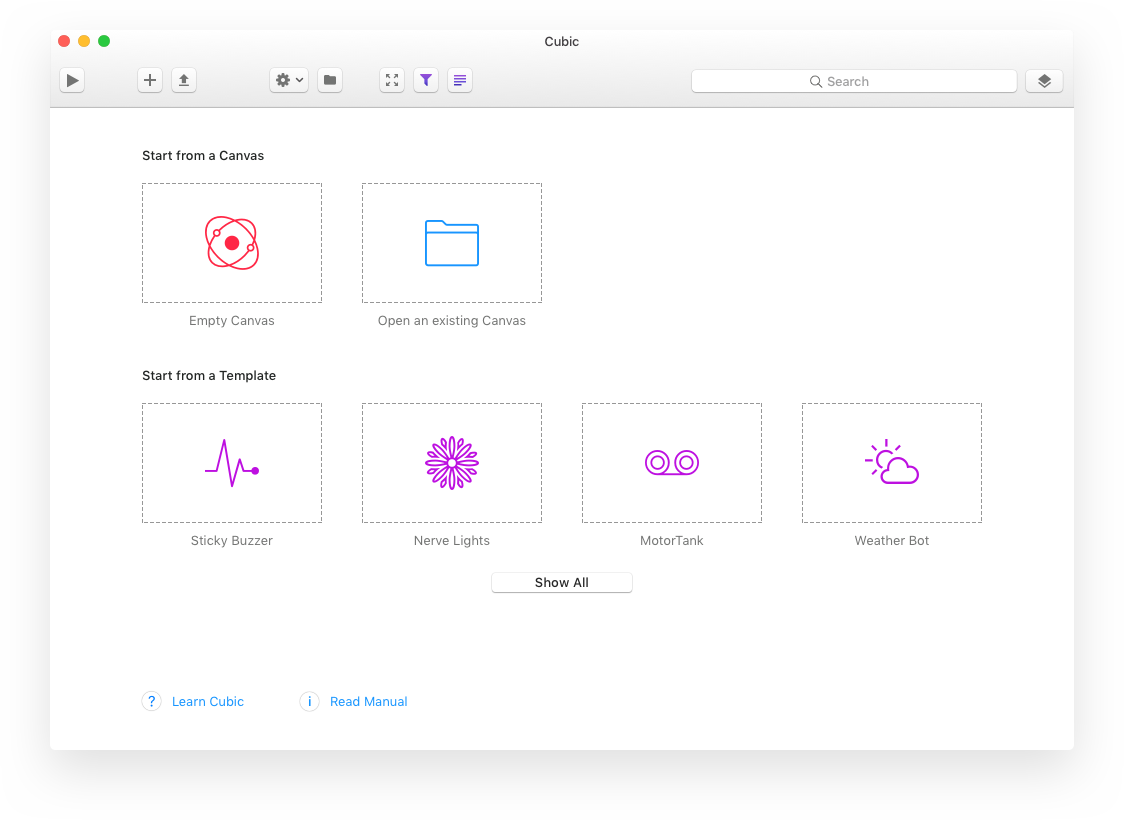 Cubic
Search
Start from a Canvas
Empty Canvas
Open an existing Canvas
Start from a Template
Sticky Buzzer
Nerve Lights
MotorTank
Weather Bot
Show All
? Learn Cubic
i Read Manual